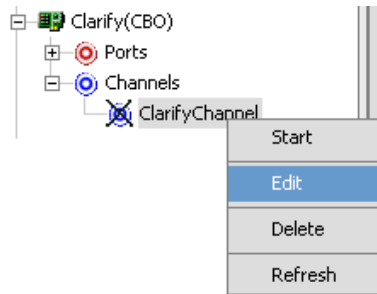 Clarify(CBO)
Ports
Channels
ClarifyChannel
Start
Edit
Delete
Refresh